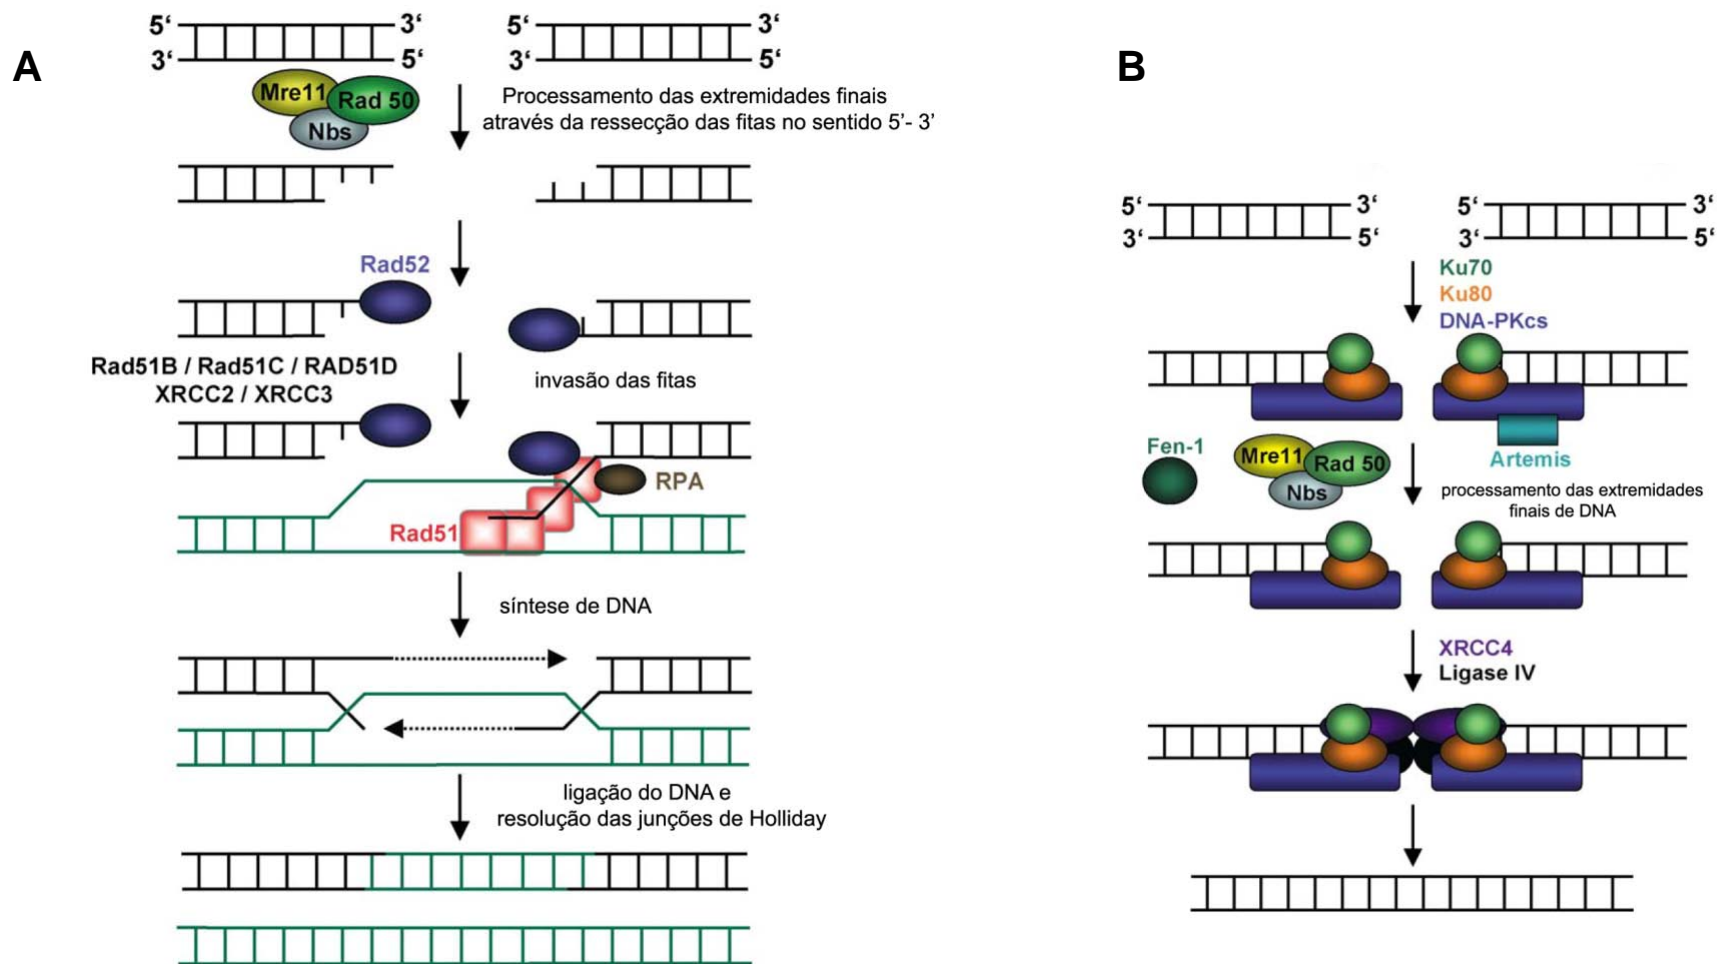 A
5‘ 3‘ 5‘ 3‘
3‘ 5‘ 3‘ 5‘
Mre11 Rad 50
Nbs
Processamento das extremidades finais
através da ressecção das fitas no sentido 5’- 3’
Rad52
Rad51B / Rad51C / RAD51D
XRCC2 / XRCC3
invasão das fitas
RPA
Rad51
síntese de DNA
ligação do DNA e
resolução das junções de Holliday
B
5‘ 3‘ 5‘ 3‘
3‘ 5‘ 3‘ 5‘
Ku70
Ku80
DNA-PKcs
Fen-1
Mre11 Rad 50
Nbs
Artemis
processamento das extremidades
finais de DNA
XRCC4
Ligase IV